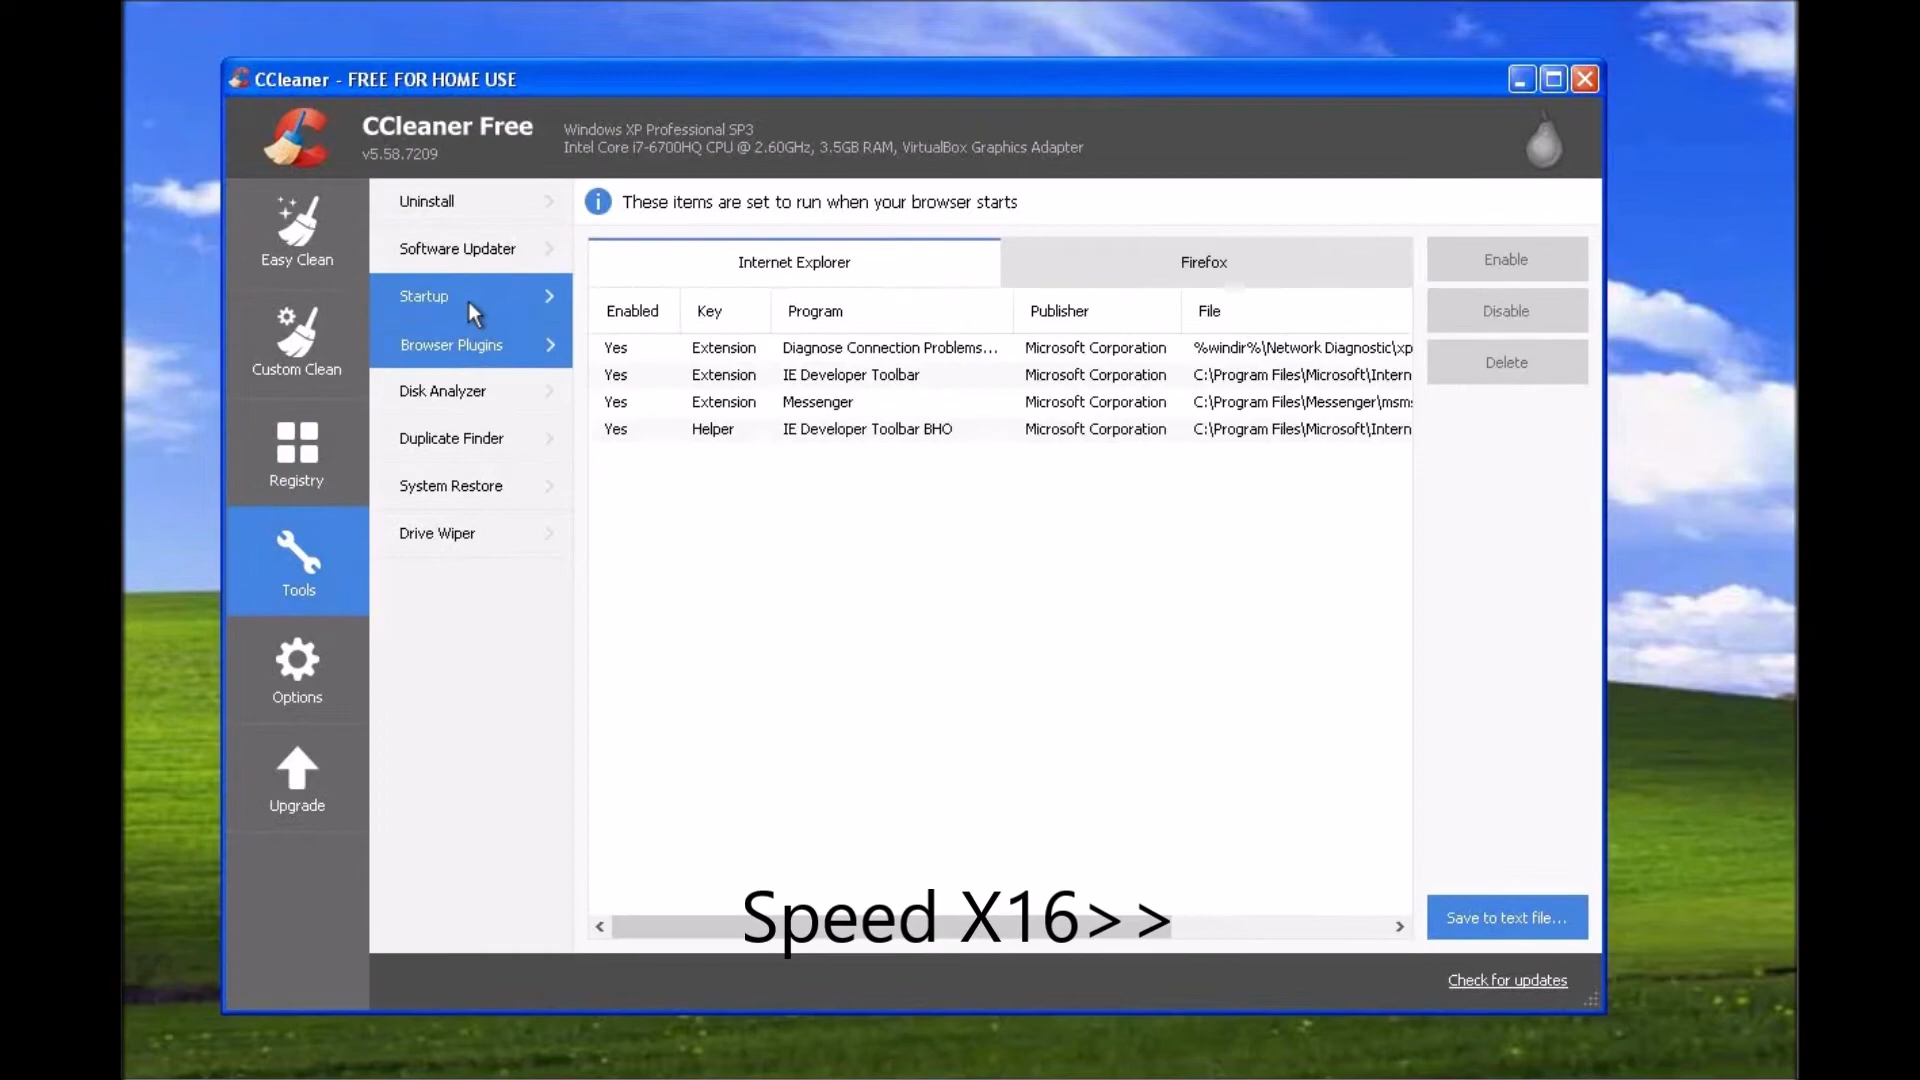 CCleaner - FREE FOR HOME USE
CCleaner Free
v5.58.7209
Windows XP Professional SP3
Intel Core i7-6700HQ CPU @ 2.60GHz, 3.5GB RAM, VirtualBox Graphics Adapter
Easy Clean
Custom Clean
Registry
Tools
Options
Upgrade
Uninstall
Software Updater
Startup
Browser Plugins
Disk Analyzer
Duplicate Finder
System Restore
Drive Wiper
These items are set to run when your browser starts
Internet Explorer Firefox
Enabled Key Program Publisher File
Yes Extension Diagnose Connection Problems... Microsoft Corporation %windir%\Network Diagnostic\xp
Yes Extension IE Developer Toolbar Microsoft Corporation C:\Program Files\Microsoft\Intern
Yes Extension Messenger Microsoft Corporation C:\Program Files\Messenger\msms
Yes Helper IE Developer Toolbar BHO Microsoft Corporation C:\Program Files\Microsoft\Intern
Enable
Disable
Delete
Speed X16>>
Save to text file...
Check for updates